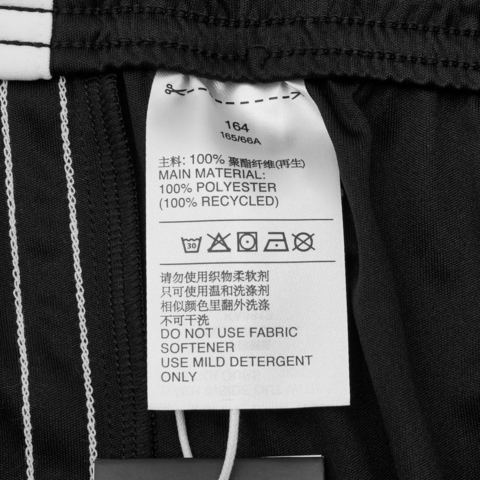 164
165/66A
主料: 100% 聚酯纤维(再生)
MAIN MATERIAL:
100% POLYESTER
(100% RECYCLED)
30
请勿使用织物柔软剂
只可使用温和洗涤剂
相似颜色里翻外洗涤
不可干洗
DO NOT USE FABRIC
SOFTENER
USE MILD DETERGENT
ONLY